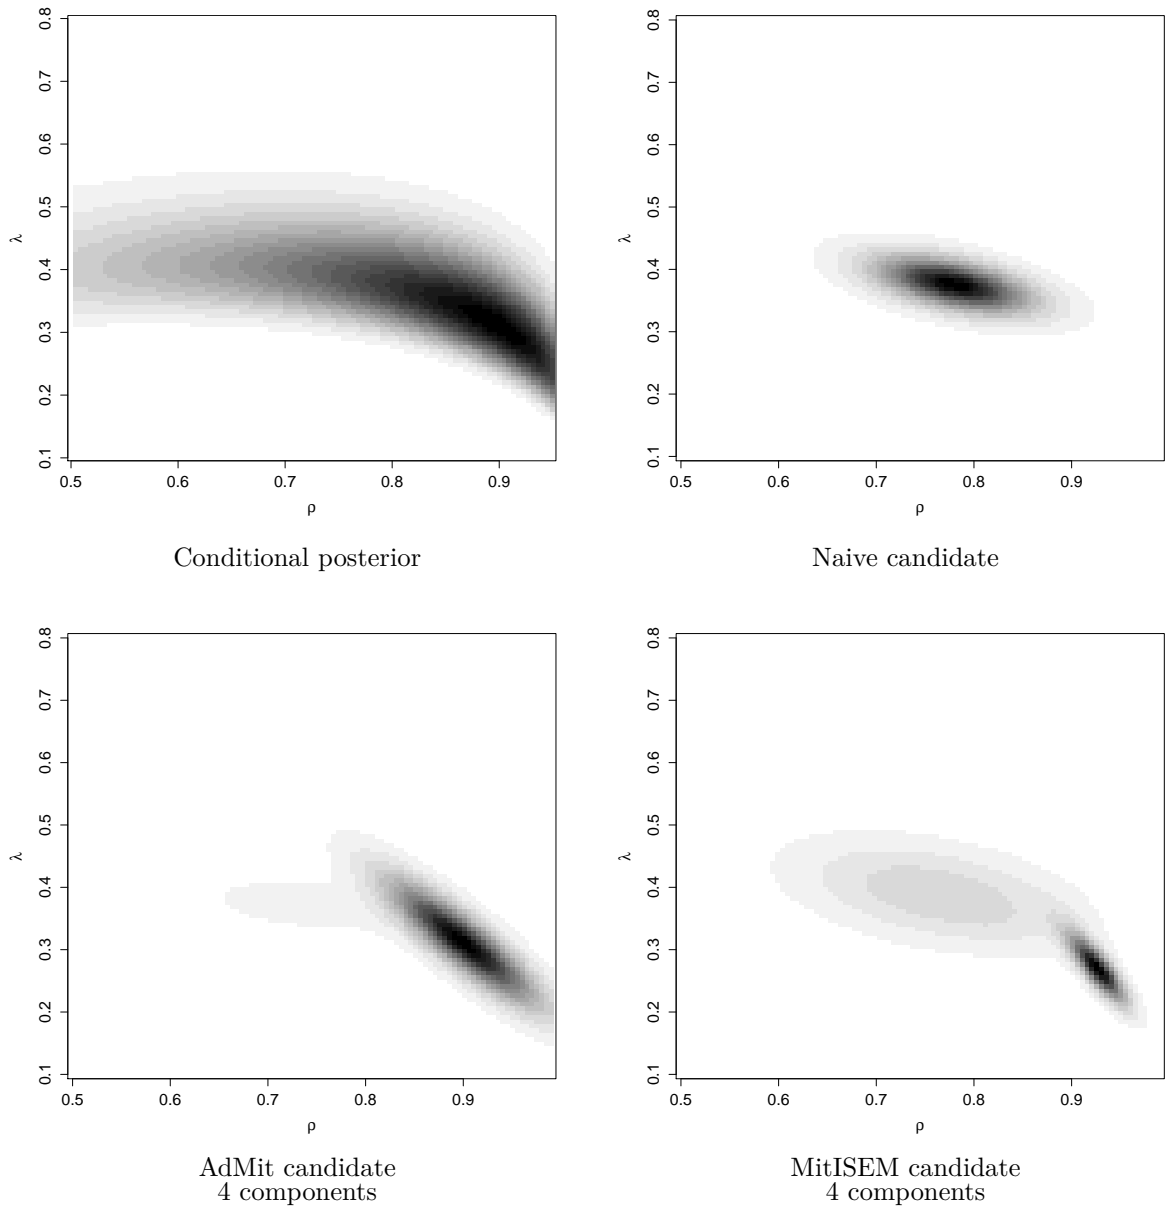 0.8
0.7
0.6
0.5
0.4
0.3
0.2
0.1
λ
0.5 0.6 0.7 0.8 0.9
ρ
Conditional posterior
0.8
0.7
0.6
0.5
0.4
0.3
0.2
0.1
λ
0.5 0.6 0.7 0.8 0.9
ρ
Naive candidate
0.8
0.7
0.6
0.5
0.4
0.3
0.2
0.1
λ
0.5 0.6 0.7 0.8 0.9
ρ
AdMit candidate
4 components
0.8
0.7
0.6
0.5
0.4
0.3
0.2
0.1
λ
0.5 0.6 0.7 0.8 0.9
ρ
MitISEM candidate
4 components